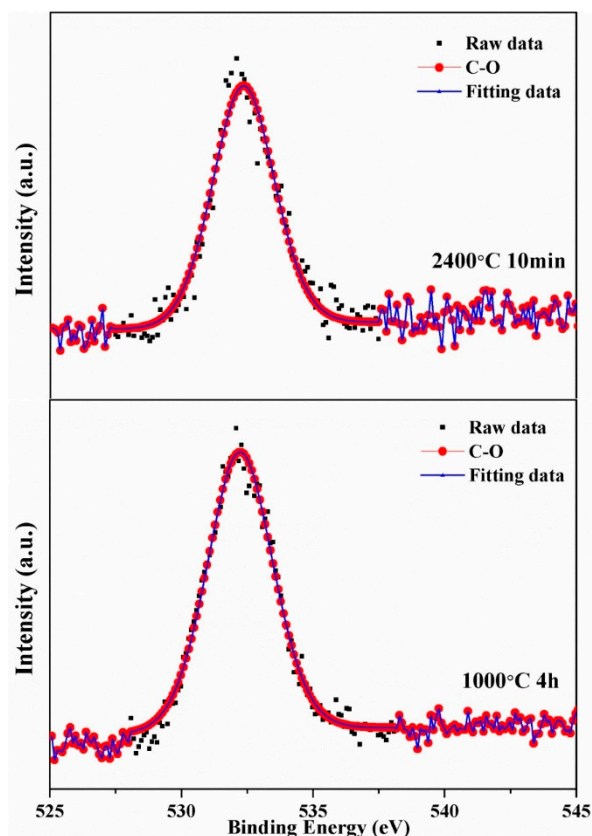 Raw data
C-O
Fitting data
Intensity (a.u.)
2400°C 10min
Raw data
C-O
Fitting data
Intensity (a.u.)
1000°C 4h
525 530 535 540 545
Binding Energy (eV)